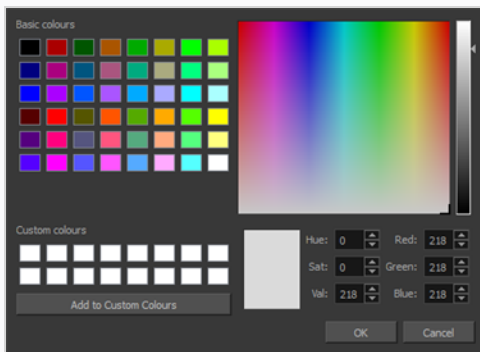 Basic colours
Custom colours
Add to Custom Colours
Hue: 0 Red: 218
Sat: 0 Green: 218
Val: 218 Blue: 218
OK Cancel